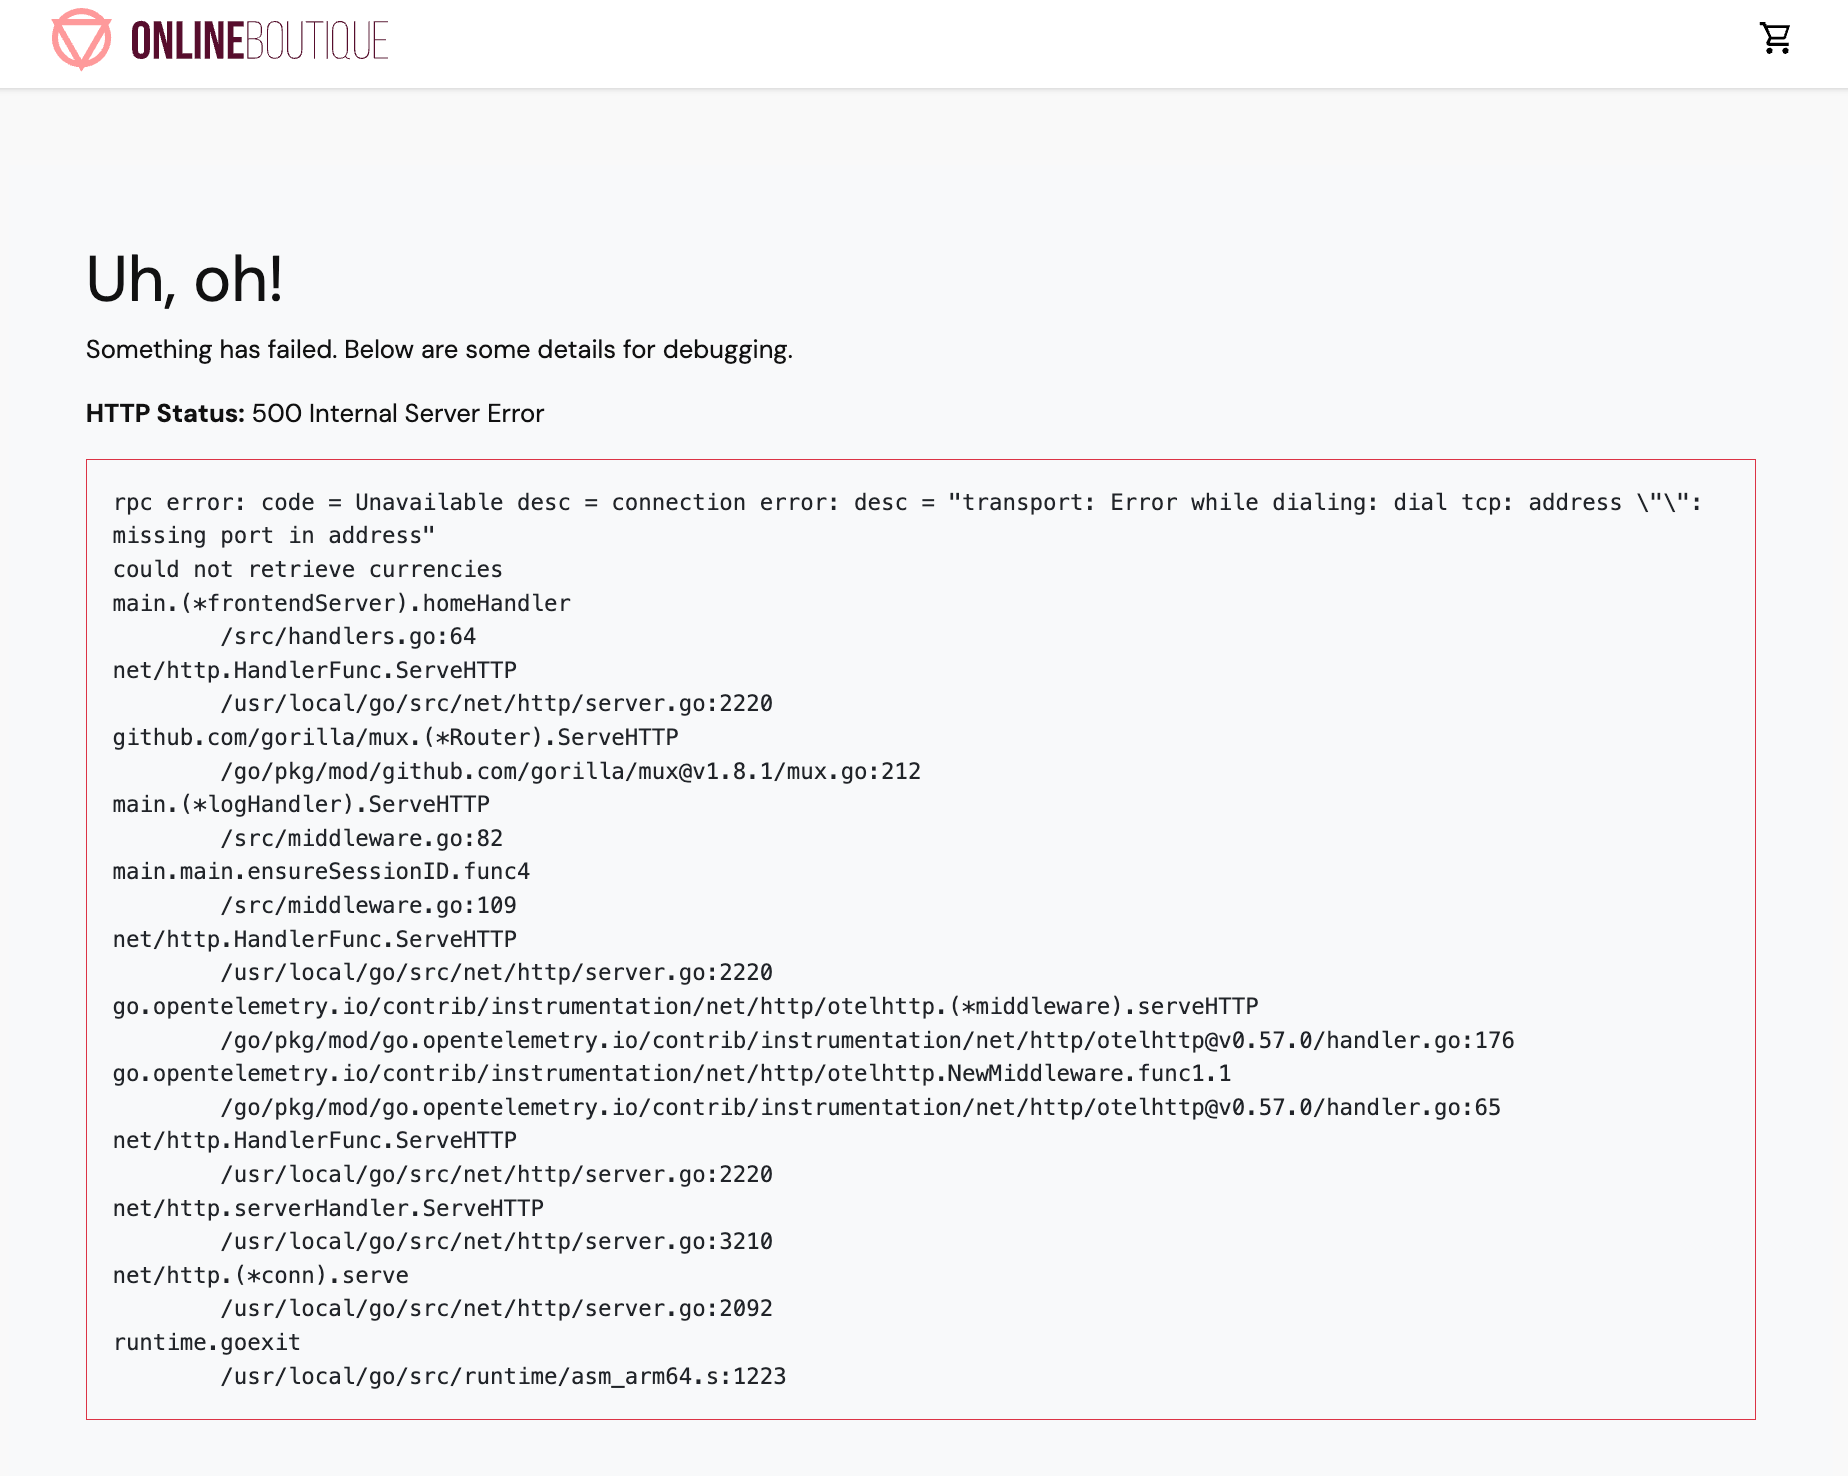 ONLINEBOUTIQUE
Uh, oh!
Something has failed. Below are some details for debugging.
HTTP Status: 500 Internal Server Error
rpc error: code = Unavailable desc = connection error: desc = "transport: Error while dialing: dial tcp: address \"\":
missing port in address"
could not retrieve currencies
main.(*frontendServer).homeHandler
        /src/handlers.go:64
net/http.HandlerFunc.ServeHTTP
        /usr/local/go/src/net/http/server.go:2220
github.com/gorilla/mux.(*Router).ServeHTTP
        /go/pkg/mod/github.com/gorilla/mux@v1.8.1/mux.go:212
main.(*logHandler).ServeHTTP
        /src/middleware.go:82
main.main.ensureSessionID.func4
        /src/middleware.go:109
net/http.HandlerFunc.ServeHTTP
        /usr/local/go/src/net/http/server.go:2220
go.opentelemetry.io/contrib/instrumentation/net/http/otelhttp.(*middleware).serveHTTP
        /go/pkg/mod/go.opentelemetry.io/contrib/instrumentation/net/http/otelhttp@v0.57.0/handler.go:176
go.opentelemetry.io/contrib/instrumentation/net/http/otelhttp.NewMiddleware.func1.1
        /go/pkg/mod/go.opentelemetry.io/contrib/instrumentation/net/http/otelhttp@v0.57.0/handler.go:65
net/http.HandlerFunc.ServeHTTP
        /usr/local/go/src/net/http/server.go:2220
net/http.serverHandler.ServeHTTP
        /usr/local/go/src/net/http/server.go:3210
net/http.(*conn).serve
        /usr/local/go/src/net/http/server.go:2092
runtime.goexit
        /usr/local/go/src/runtime/asm_arm64.s:1223